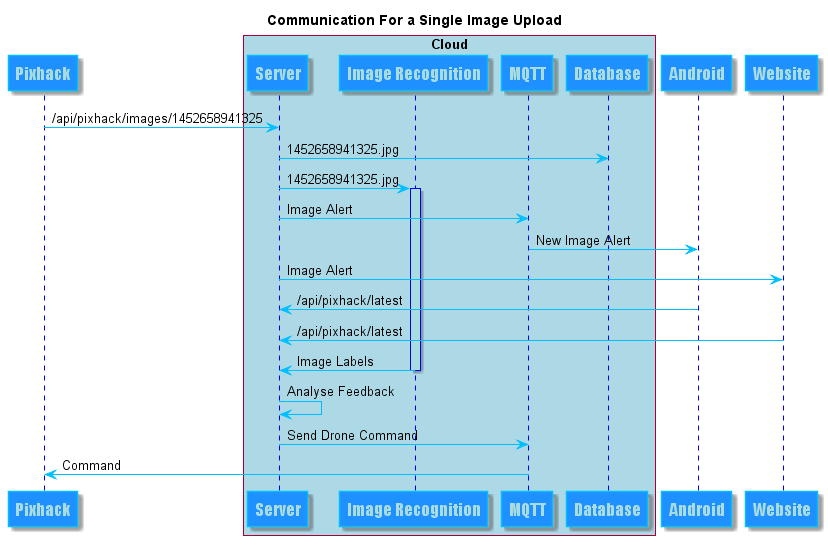 Communication For a Single Image Upload
Cloud
Pixhack Server Image Recognition MQTT Database Android Website
/api/pixhack/images/1452658941325
1452658941325.jpg
1452658941325.jpg
Image Alert
New Image Alert
Image Alert
/api/pixhack/latest
/api/pixhack/latest
Image Labels
Analyse Feedback
Send Drone Command
Command
Pixhack Server Image Recognition MQTT Database Android Website